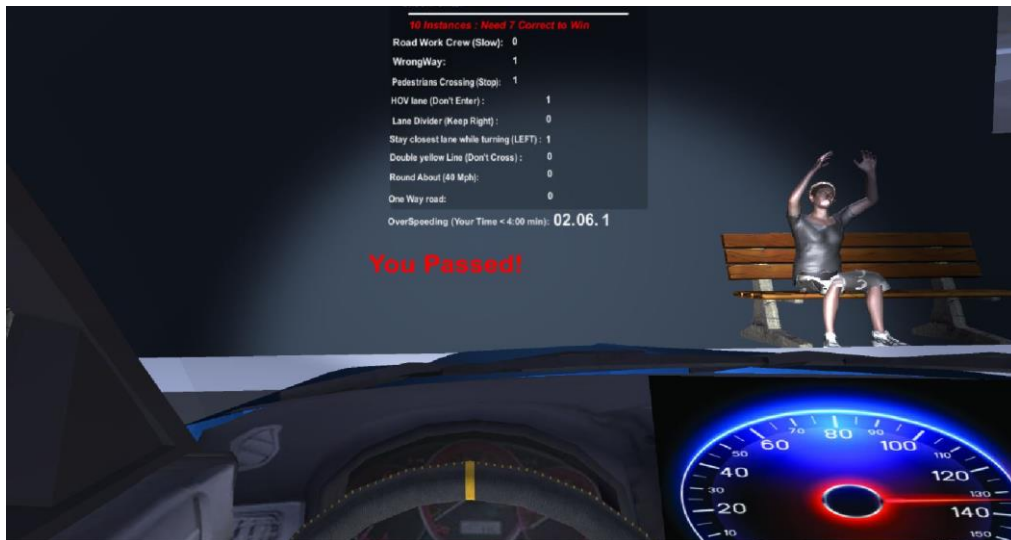 10 Instances : Need 7 Correct to Win
Road Work Crew (Slow): 0
WrongWay: 1
Pedestrians Crossing (Stop): 1
HOV lane (Don't Enter) : 1
Lane Divider (Keep Right) : 0
Stay closest lane while turning (LEFT) : 1
Double yellow Line (Don't Cross) : 0
Round About (40 Mph): 0
One Way road: 0
OverSpeeding (Your Time < 4:00 min): 02.06. 1
You Passed!
70 80 90
60 100
50 110
40 120
30 130
20 140
10 150